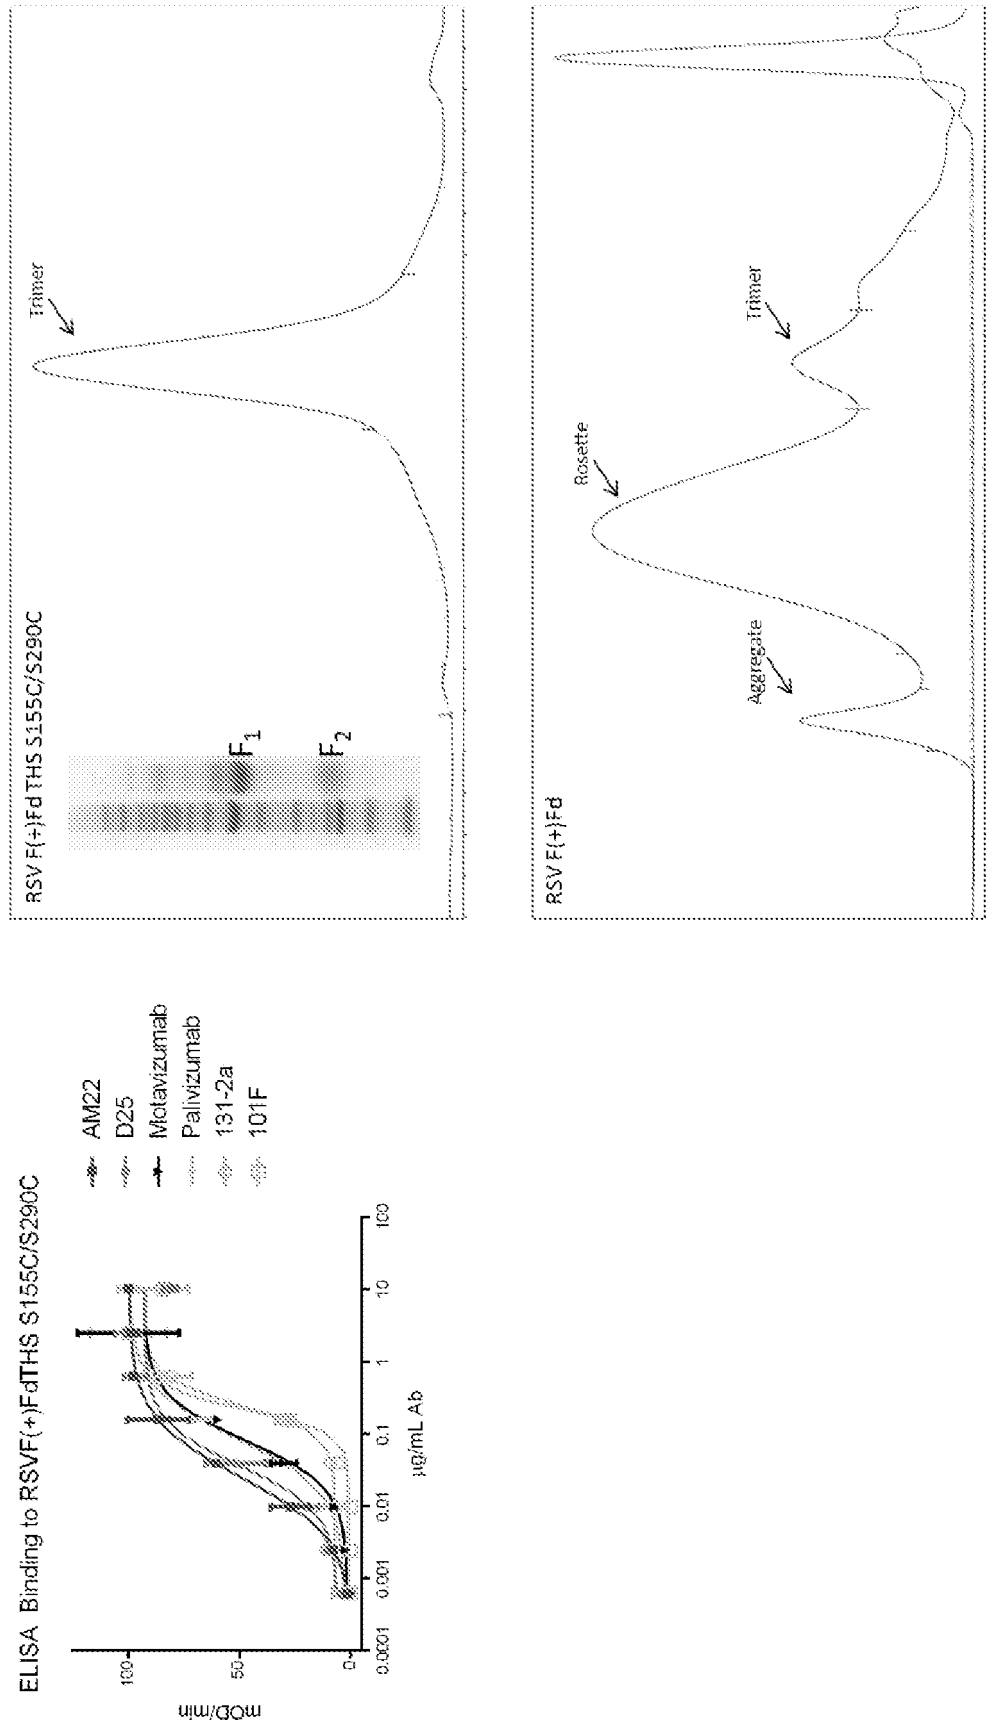 ELISA Binding to RSVF(+)FdTHS S155C/S290C
mOD/min
100
50
0
0.0001
0.001
0.01
0.1
1
10
100
µg/mL Ab
AM22
D25
Motavizumab
Palivizumab
131-2a
101F
RSV F(+)Fd THS S155C/S290C
F1
F2
Trimer
RSV F(+)Fd
Aggregate
Rosette
Trimer